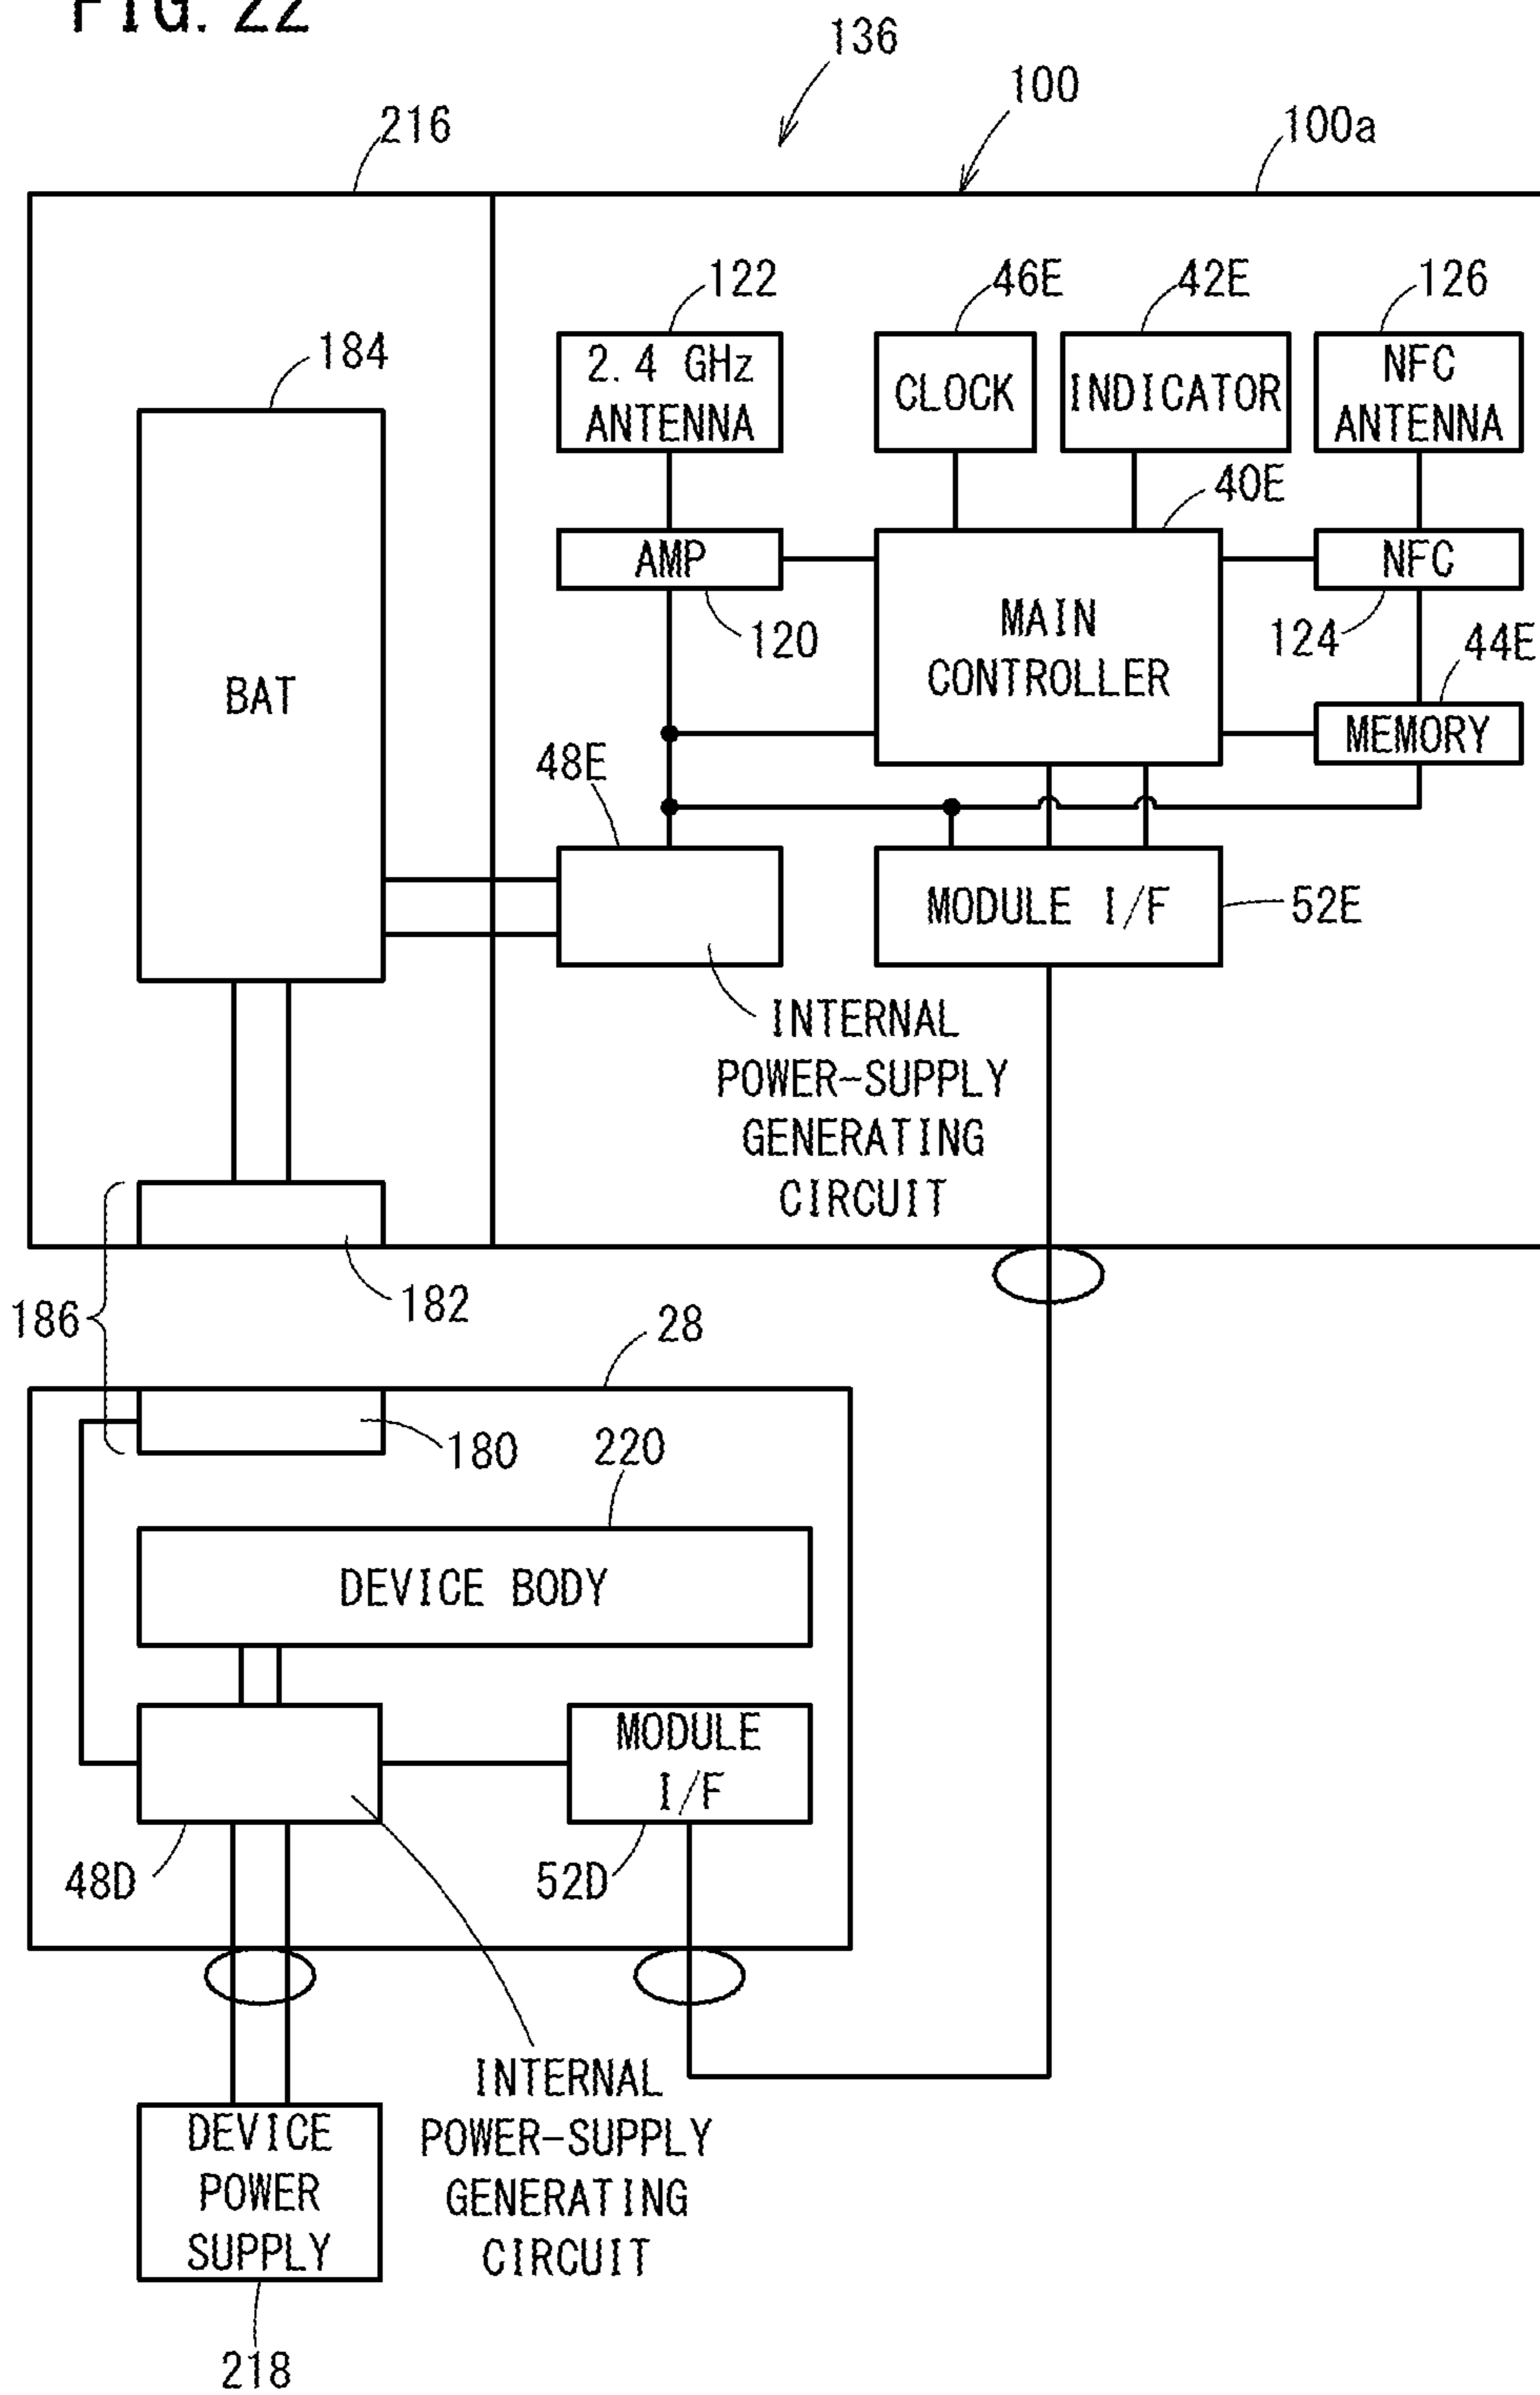 FIG. 22
136
100
216
100a
122
46E
42E
126
184
2.4 GHz
ANTENNA
CLOCK
INDICATOR
NFC
ANTENNA
40E
AMP
NFC
120
MAIN
CONTROLLER
124
44E
BAT
MEMORY
48E
MODULE I/F
52E
INTERNAL
POWER-SUPPLY
GENERATING
CIRCUIT
186
182
28
180
220
DEVICE BODY
MODULE
I/F
48D
52D
INTERNAL
POWER-SUPPLY
GENERATING
CIRCUIT
DEVICE
POWER
SUPPLY
218